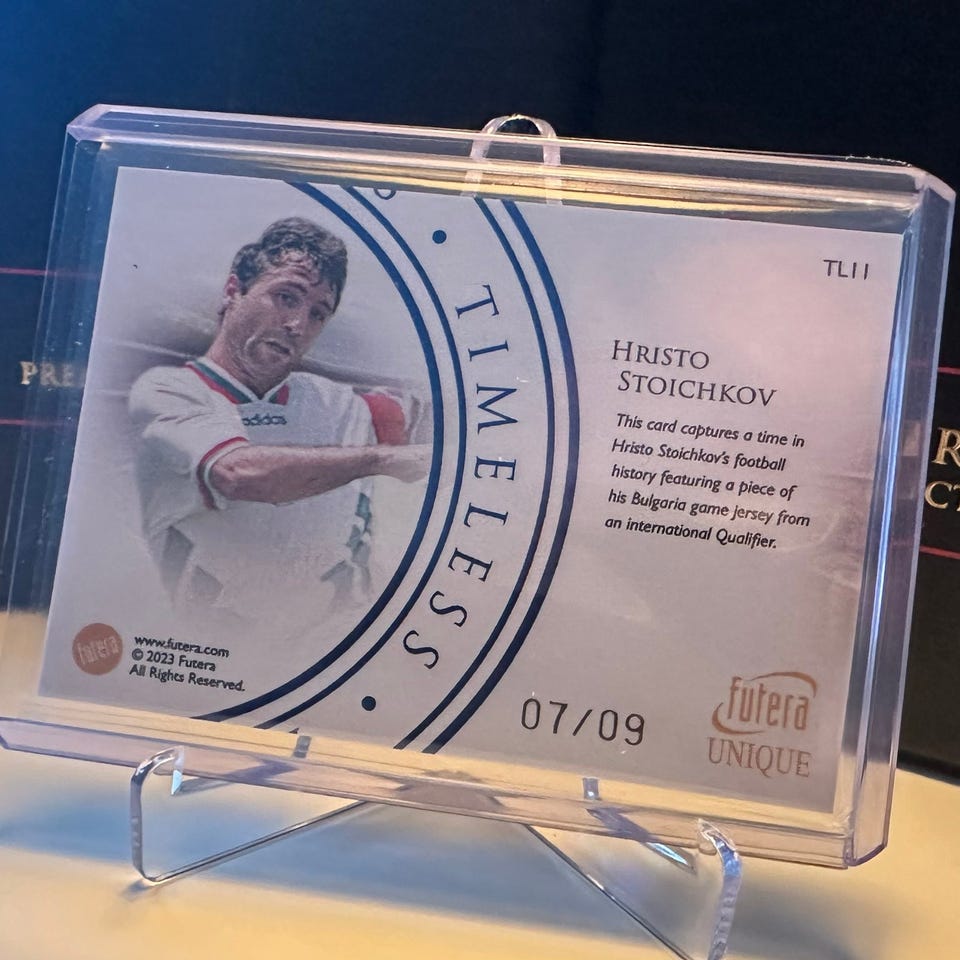 TL11
TIMELESS
HRISTO
STOICHKOV
This card captures a time in
Hristo Stoichkov's football
history featuring a piece of
his Bulgaria game jersey from
an international Qualifier.
adidas
futera
www.futera.com
© 2023 Futera
All Rights Reserved.
07/09
futera
UNIQUE